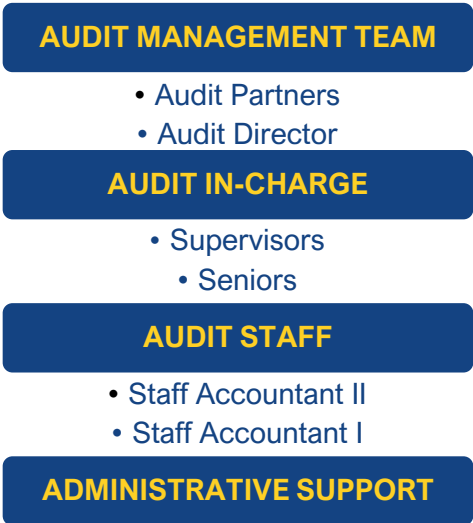 AUDIT MANAGEMENT TEAM
• Audit Partners
• Audit Director
AUDIT IN-CHARGE
• Supervisors
• Seniors
AUDIT STAFF
• Staff Accountant II
• Staff Accountant I
ADMINISTRATIVE SUPPORT